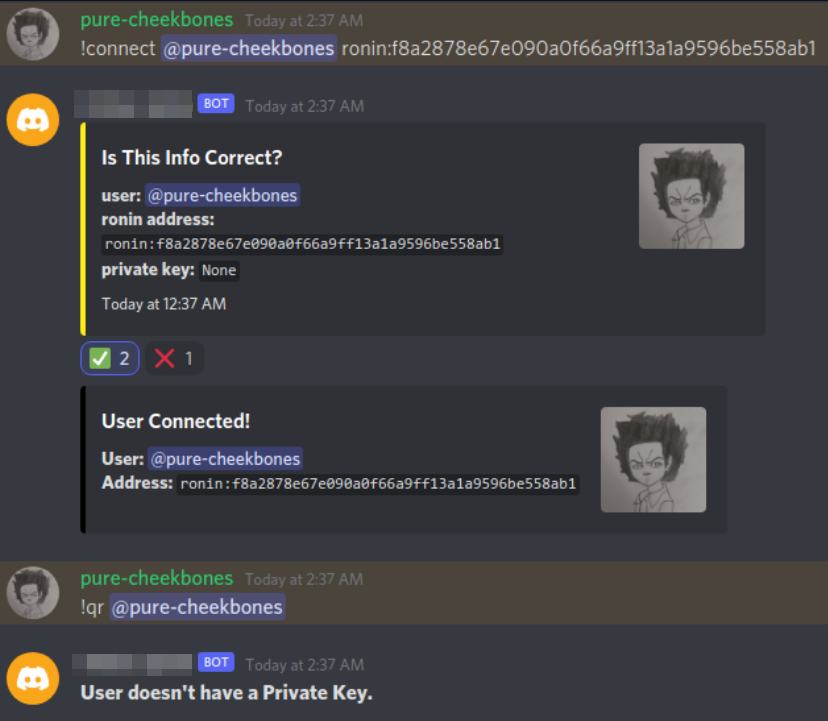 pure-cheekbones Today at 2:37 AM
!connect @pure-cheekbones ronin:f8a2878e67e090a0f66a9ff13a1a9596be558ab1
BOT Today at 2:37 AM
Is This Info Correct?
user: @pure-cheekbones
ronin address:
ronin:f8a2878e67e090a0f66a9ff13a1a9596be558ab1
private key: None
Today at 12:37 AM
2 1
User Connected!
User: @pure-cheekbones
Address: ronin:f8a2878e67e090a0f66a9ff13a1a9596be558ab1
pure-cheekbones Today at 2:37 AM
!qr @pure-cheekbones
BOT Today at 2:37 AM
User doesn't have a Private Key.